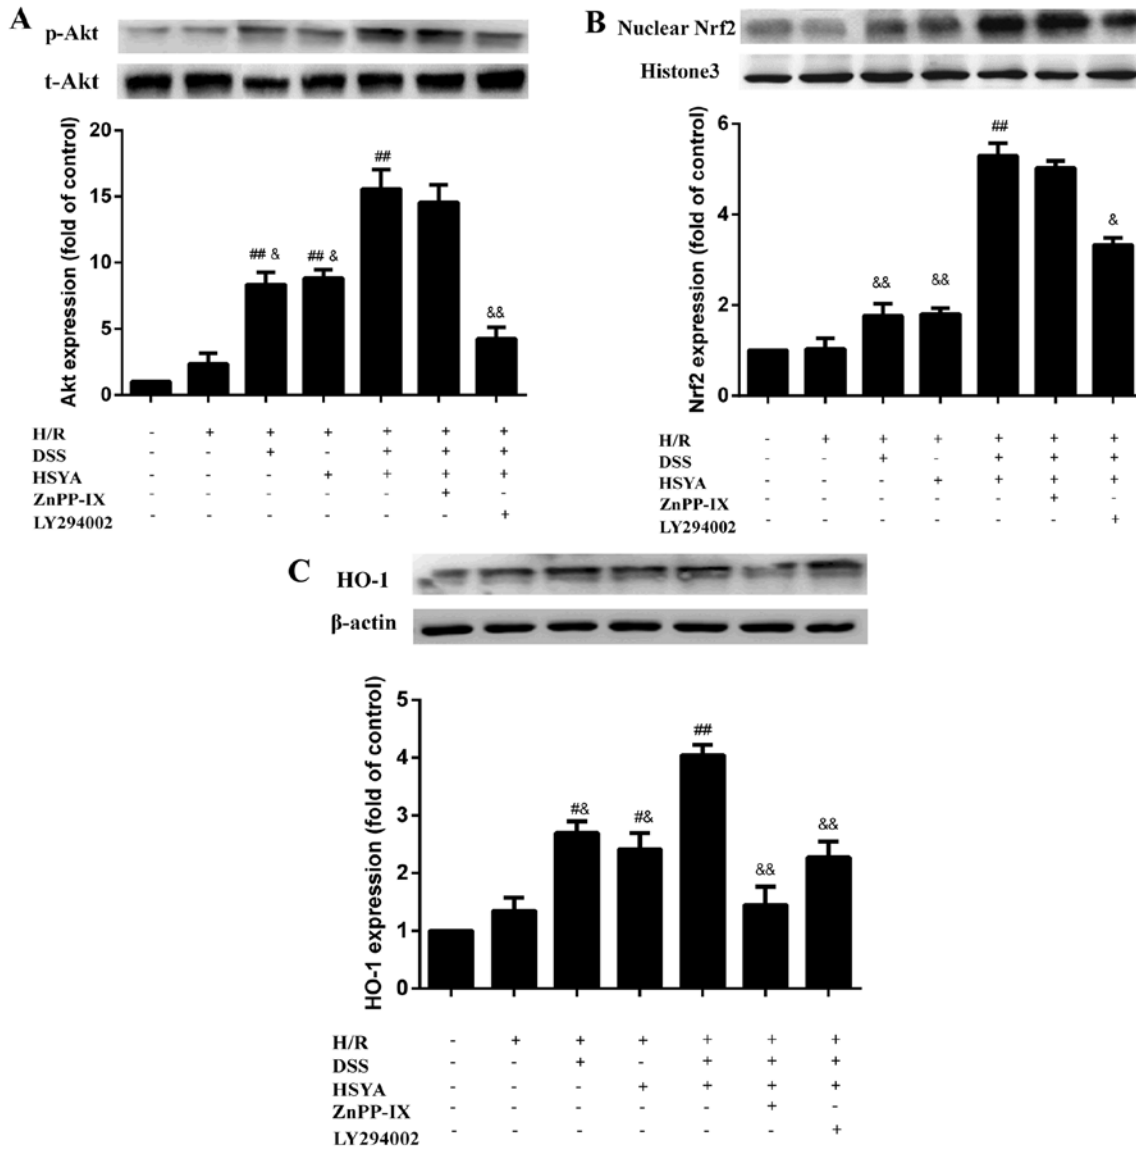 A
p-Akt
t-Akt
Akt expression (fold of control)
20
15
10
5
0
## &
## &
##
&&
H/R - + + + + + +
DSS - - + - + + +
HSYA - - - + + + +
ZnPP-IX - - - - - + -
LY294002 - - - - - - +
B
Nuclear Nrf2
Histone3
Nrf2 expression (fold of control)
6
4
2
1
0
&&
&&
##
&
H/R - + + + + + +
DSS - - + - + + +
HSYA - - - + + + +
ZnPP-IX - - - - - + -
LY294002 - - - - - - +
C
HO-1
β-actin
HO-1 expression (fold of control)
5
4
3
2
1
0
#&
#&
##
&&
&&
H/R - + + + + + +
DSS - - + - + + +
HSYA - - - + + + +
ZnPP-IX - - - - - + -
LY294002 - - - - - - +